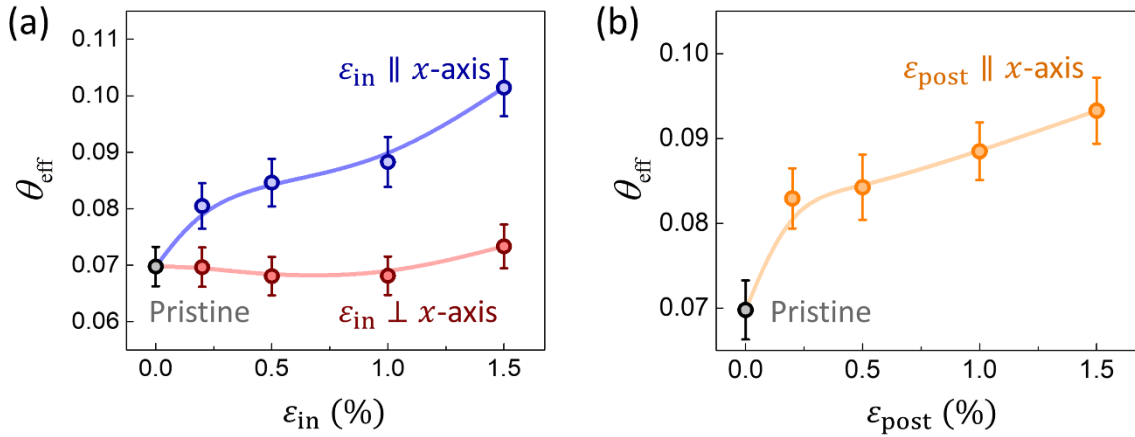 (a)
0.11
0.10
0.09
0.08
0.07
0.06
θeff
εin ∥ x-axis
Pristine
εin ⊥ x-axis
0.0 0.5 1.0 1.5
εin (%)
(b)
0.10
0.09
0.08
0.07
θeff
εpost ∥ x-axis
Pristine
0.0 0.5 1.0 1.5
εpost (%)